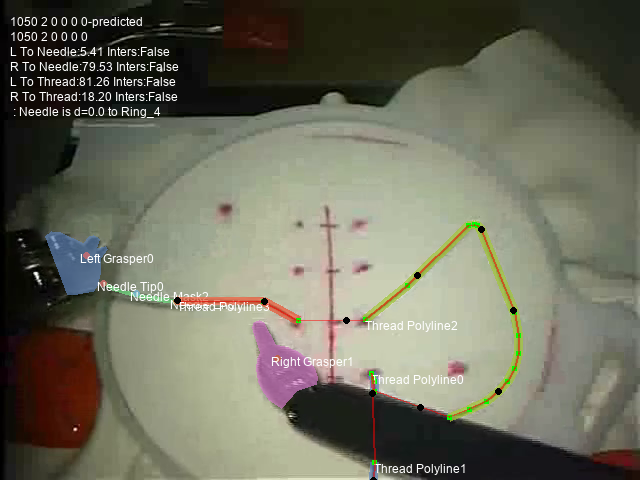 1050 2 0 0 0 0-predicted
1050 2 0 0 0 0
L To Needle:5.41 Inters:False
R To Needle:79.53 Inters:False
L To Thread:81.26 Inters:False
R To Thread:18.20 Inters:False
: Needle is d=0.0 to Ring_4
Left Grasper0
Needle Tip0
Needle Mask2
Thread Polyline3
Thread Polyline2
Right Grasper1
Thread Polyline0
Thread Polyline1